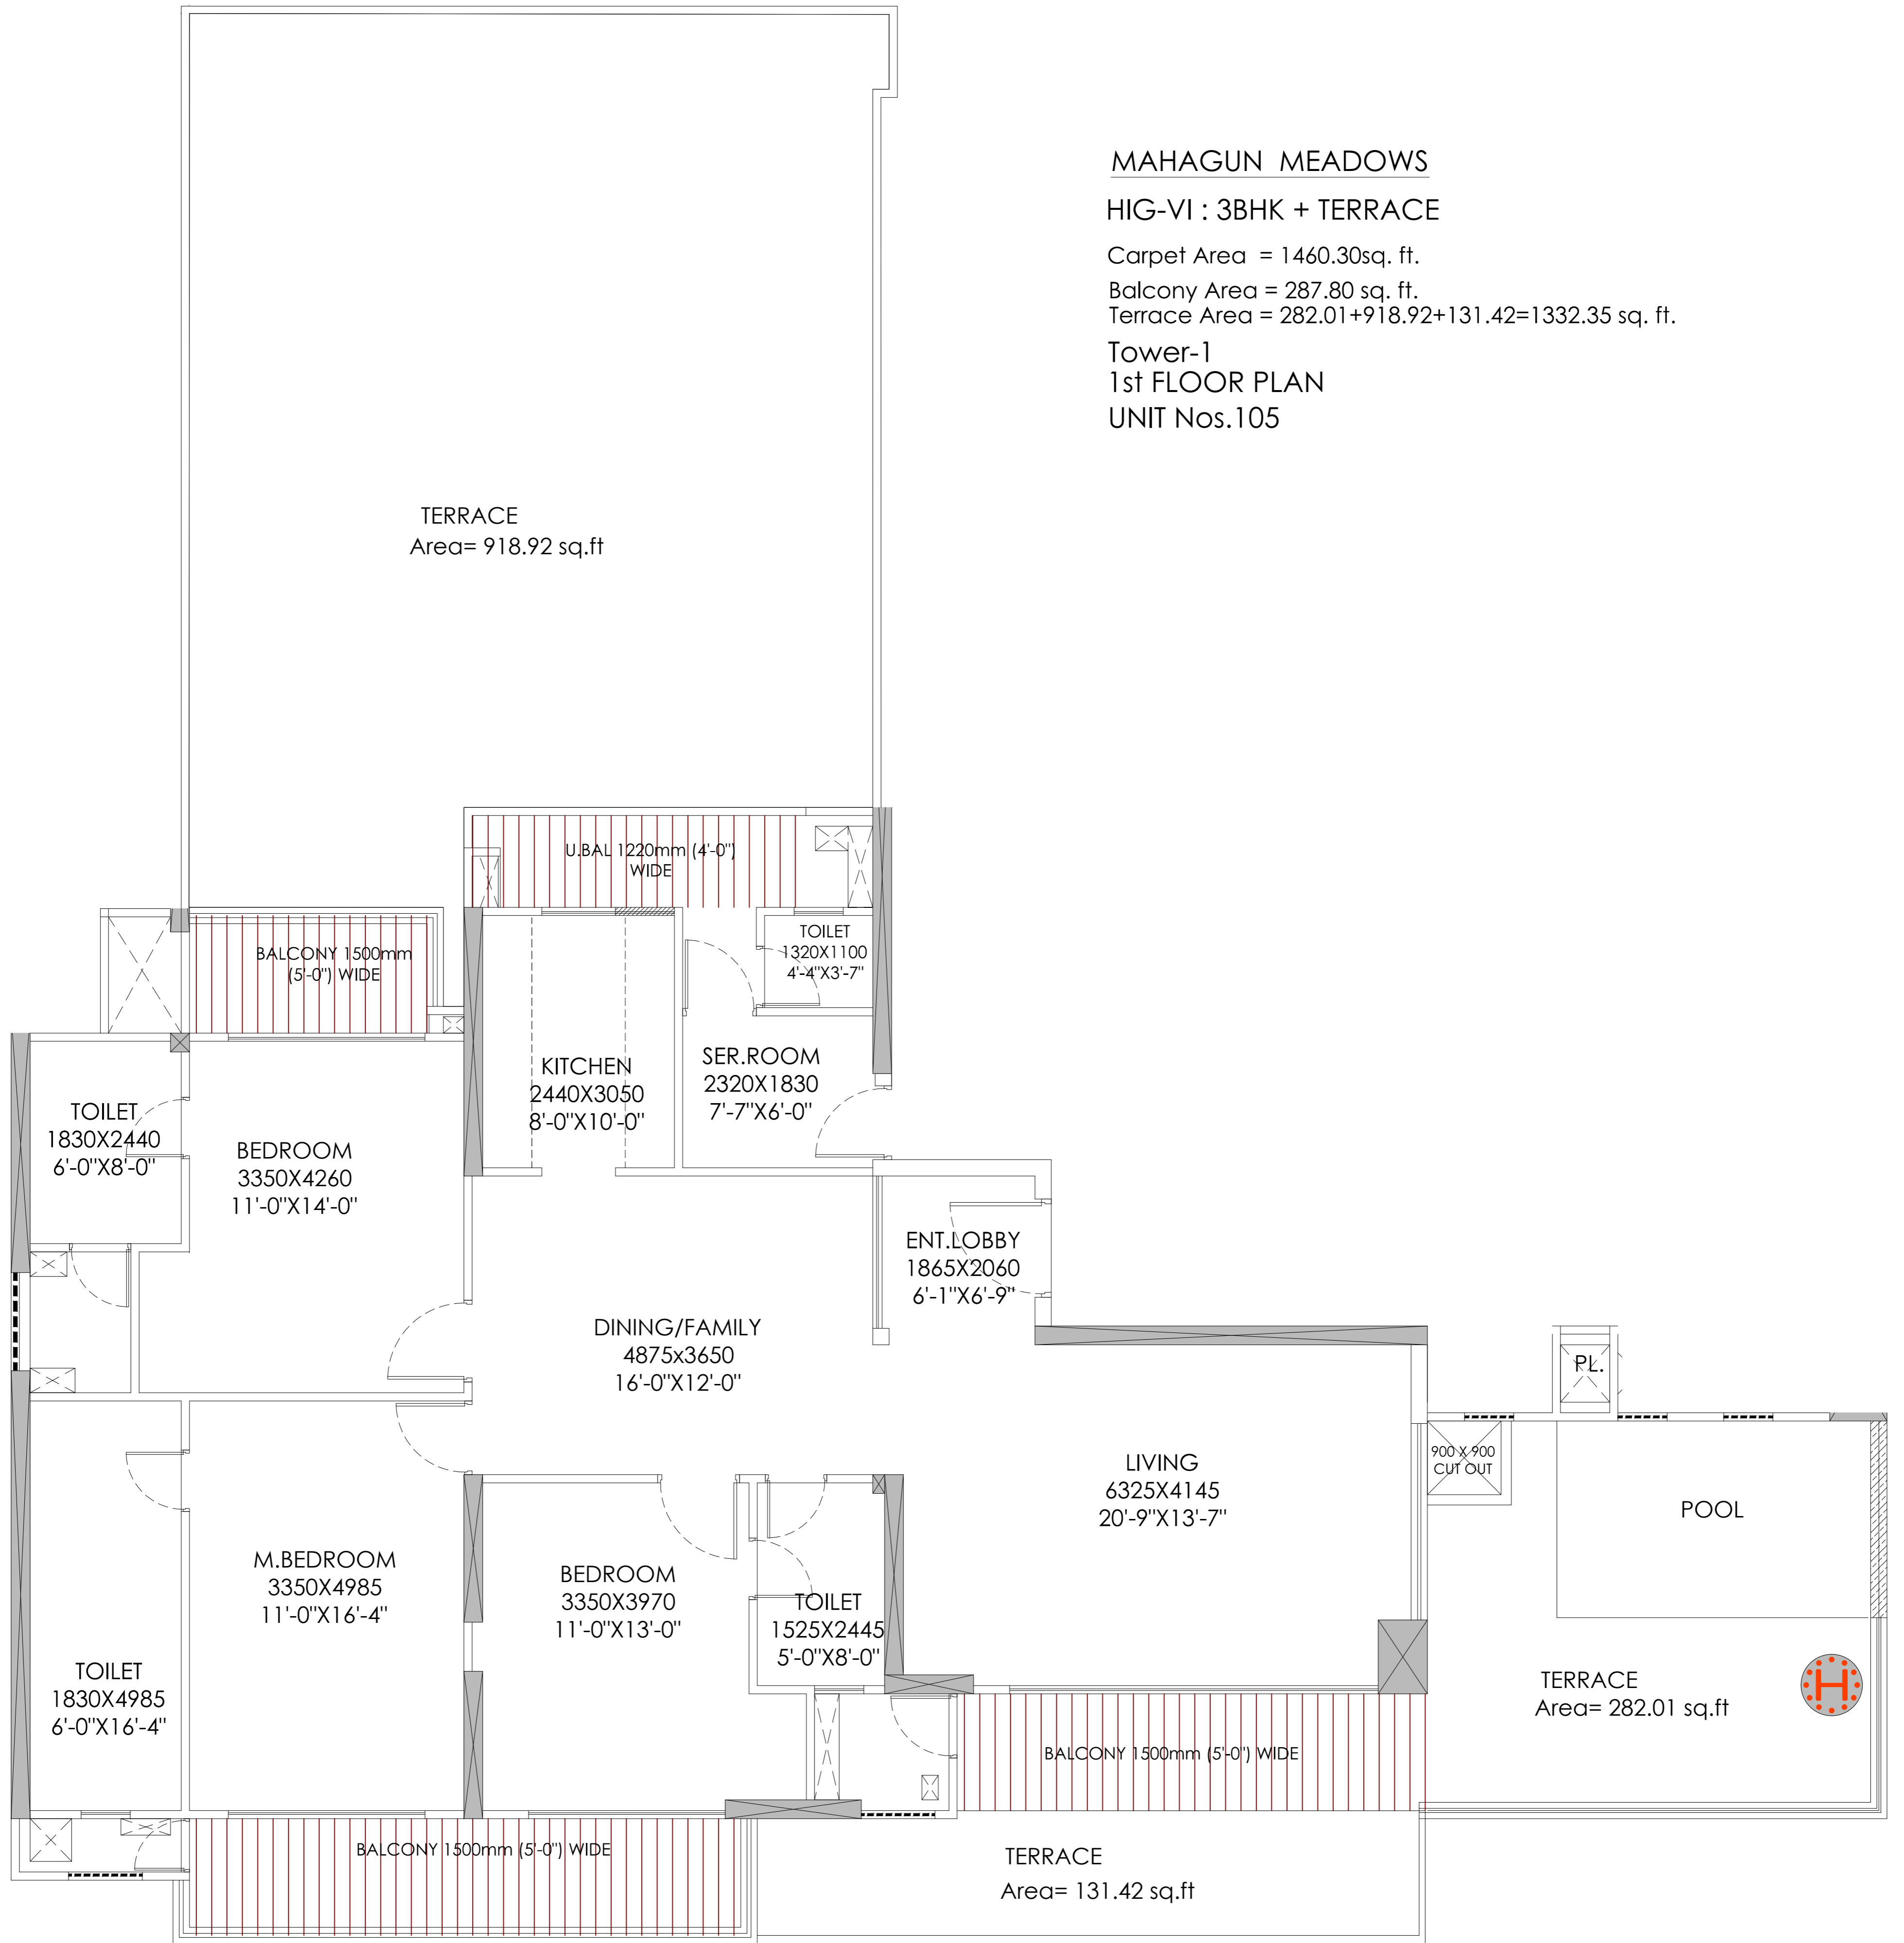 MAHAGUN MEADOWS
HIG-VI : 3BHK + TERRACE
Carpet Area = 1460.30sq. ft.
Balcony Area = 287.80 sq. ft.
Terrace Area = 282.01+918.92+131.42=1332.35 sq. ft.
Tower-1
1st FLOOR PLAN
UNIT Nos.105
TERRACE
Area= 918.92 sq.ft
U.BAL 1220mm (4'-0")
WIDE
BALCONY 1500mm
(5'-0") WIDE
TOILET
1320X1100
4'-4"X3'-7"
KITCHEN
2440X3050
8'-0"X10'-0"
SER.ROOM
2320X1830
7'-7"X6'-0"
TOILET
1830X2440
6'-0"X8'-0"
BEDROOM
3350X4260
11'-0"X14'-0"
ENT.LOBBY
1865X2060
6'-1"X6'-9"
DINING/FAMILY
4875x3650
16'-0"X12'-0"
PL.
900 X 900
CUT OUT
LIVING
6325X4145
20'-9"X13'-7"
POOL
M.BEDROOM
3350X4985
11'-0"X16'-4"
BEDROOM
3350X3970
11'-0"X13'-0"
TOILET
1525X2445
5'-0"X8'-0"
TOILET
1830X4985
6'-0"X16'-4"
TERRACE
Area= 282.01 sq.ft
H
BALCONY 1500mm (5'-0") WIDE
BALCONY 1500mm (5'-0") WIDE
TERRACE
Area= 131.42 sq.ft